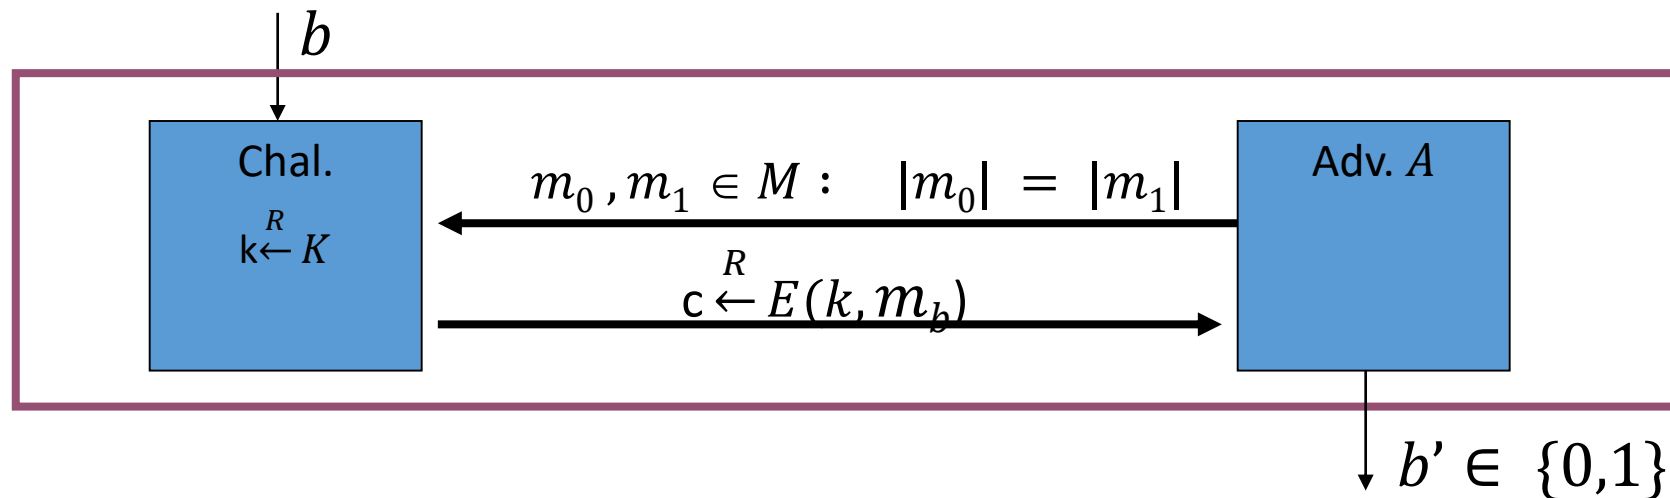 b
Chal.
k ←ᴿ K
m₀ , m₁ ∈ M : |m₀| = |m₁|
c ←ᴿ E(k, m_b)
Adv. A
b’ ∈ {0,1}